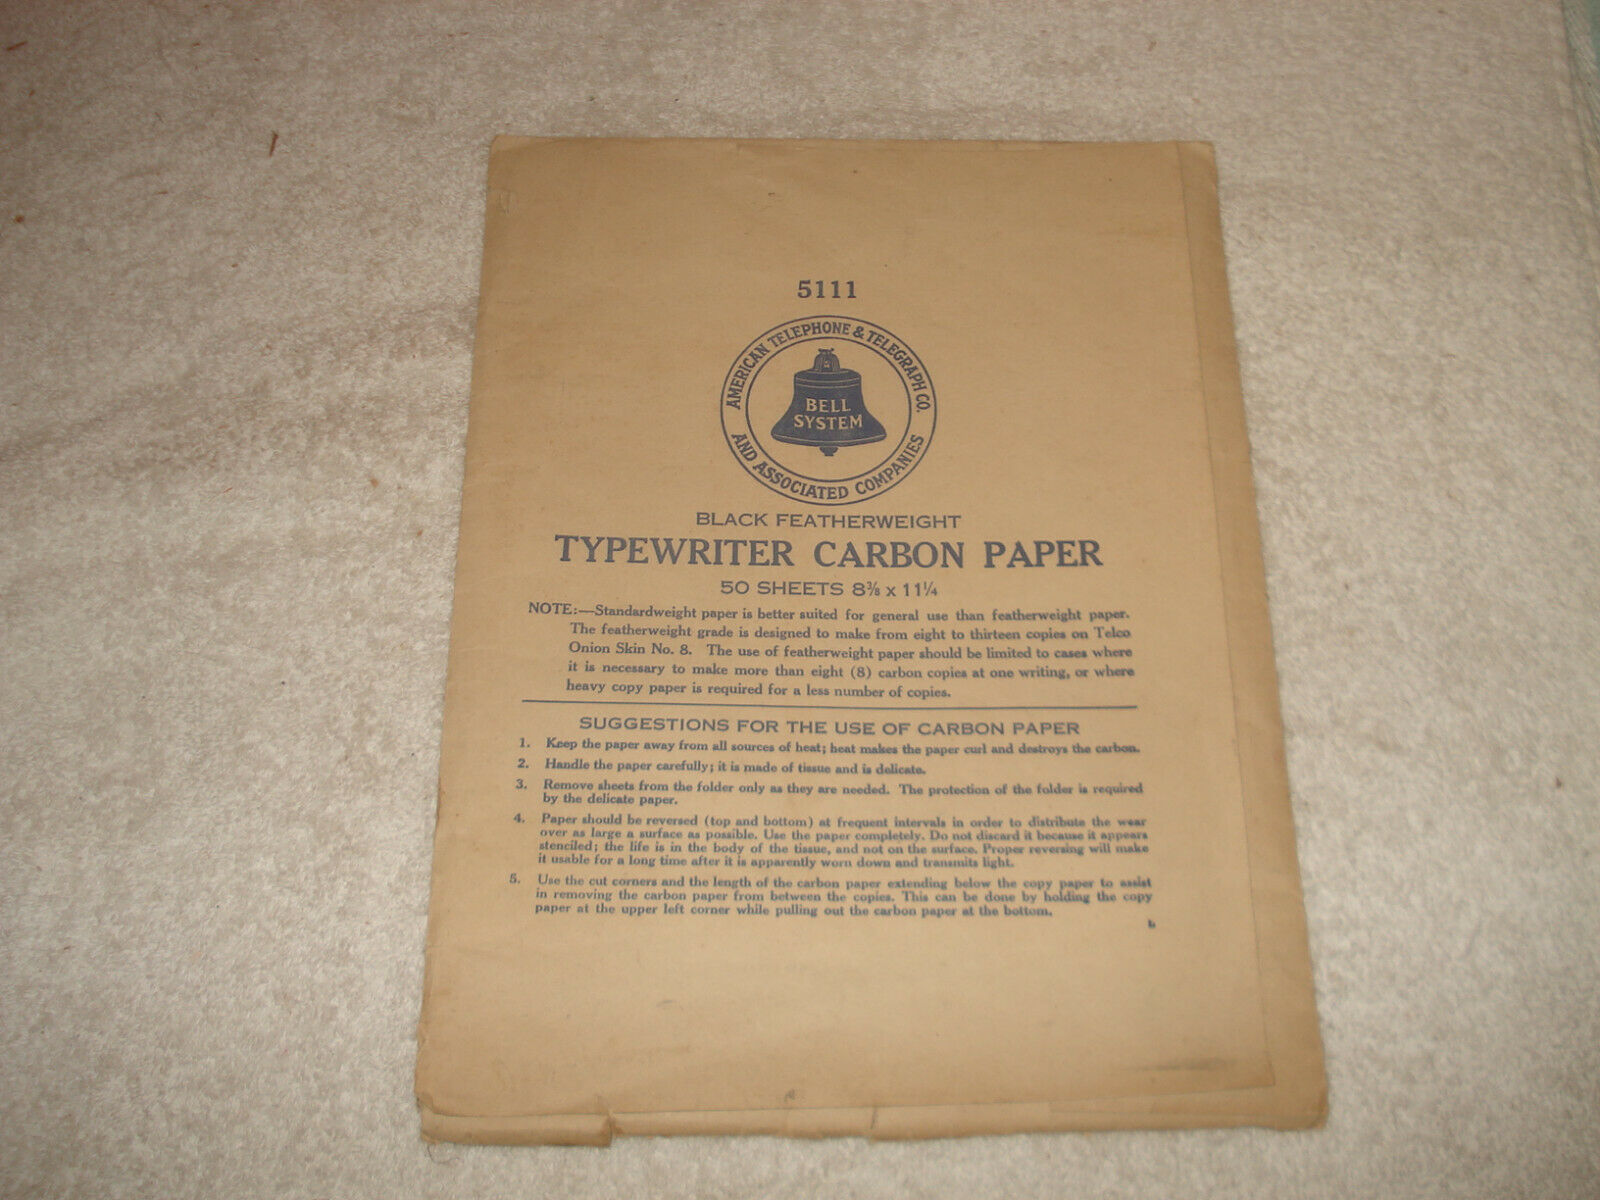 5111
AMERICAN TELEPHONE & TELEGRAPH CO.
AND ASSOCIATED COMPANIES
BELL
SYSTEM
BLACK FEATHERWEIGHT
TYPEWRITER CARBON PAPER
50 SHEETS 8⅜ x 11¼
NOTE:—Standardweight paper is better suited for general use than featherweight paper.
The featherweight grade is designed to make from eight to thirteen copies on Telco
Onion Skin No. 8. The use of featherweight paper should be limited to cases where
it is necessary to make more than eight (8) carbon copies at one writing, or where
heavy copy paper is required for a less number of copies.
SUGGESTIONS FOR THE USE OF CARBON PAPER
1. Keep the paper away from all sources of heat; heat makes the paper curl and destroys the carbon.
2. Handle the paper carefully; it is made of tissue and is delicate.
3. Remove sheets from the folder only as they are needed. The protection of the folder is required
by the delicate paper.
4. Paper should be reversed (top and bottom) at frequent intervals in order to distribute the wear
over as large a surface as possible. Use the paper completely. Do not discard it because it appears
stenciled; the life is in the body of the tissue, and not on the surface. Proper reversing will make
it usable for a long time after it is apparently worn down and transmits light.
5. Use the cut corners and the length of the carbon paper extending below the copy paper to assist
in removing the carbon paper from between the copies. This can be done by holding the copy
paper at the upper left corner while pulling out the carbon paper at the bottom.